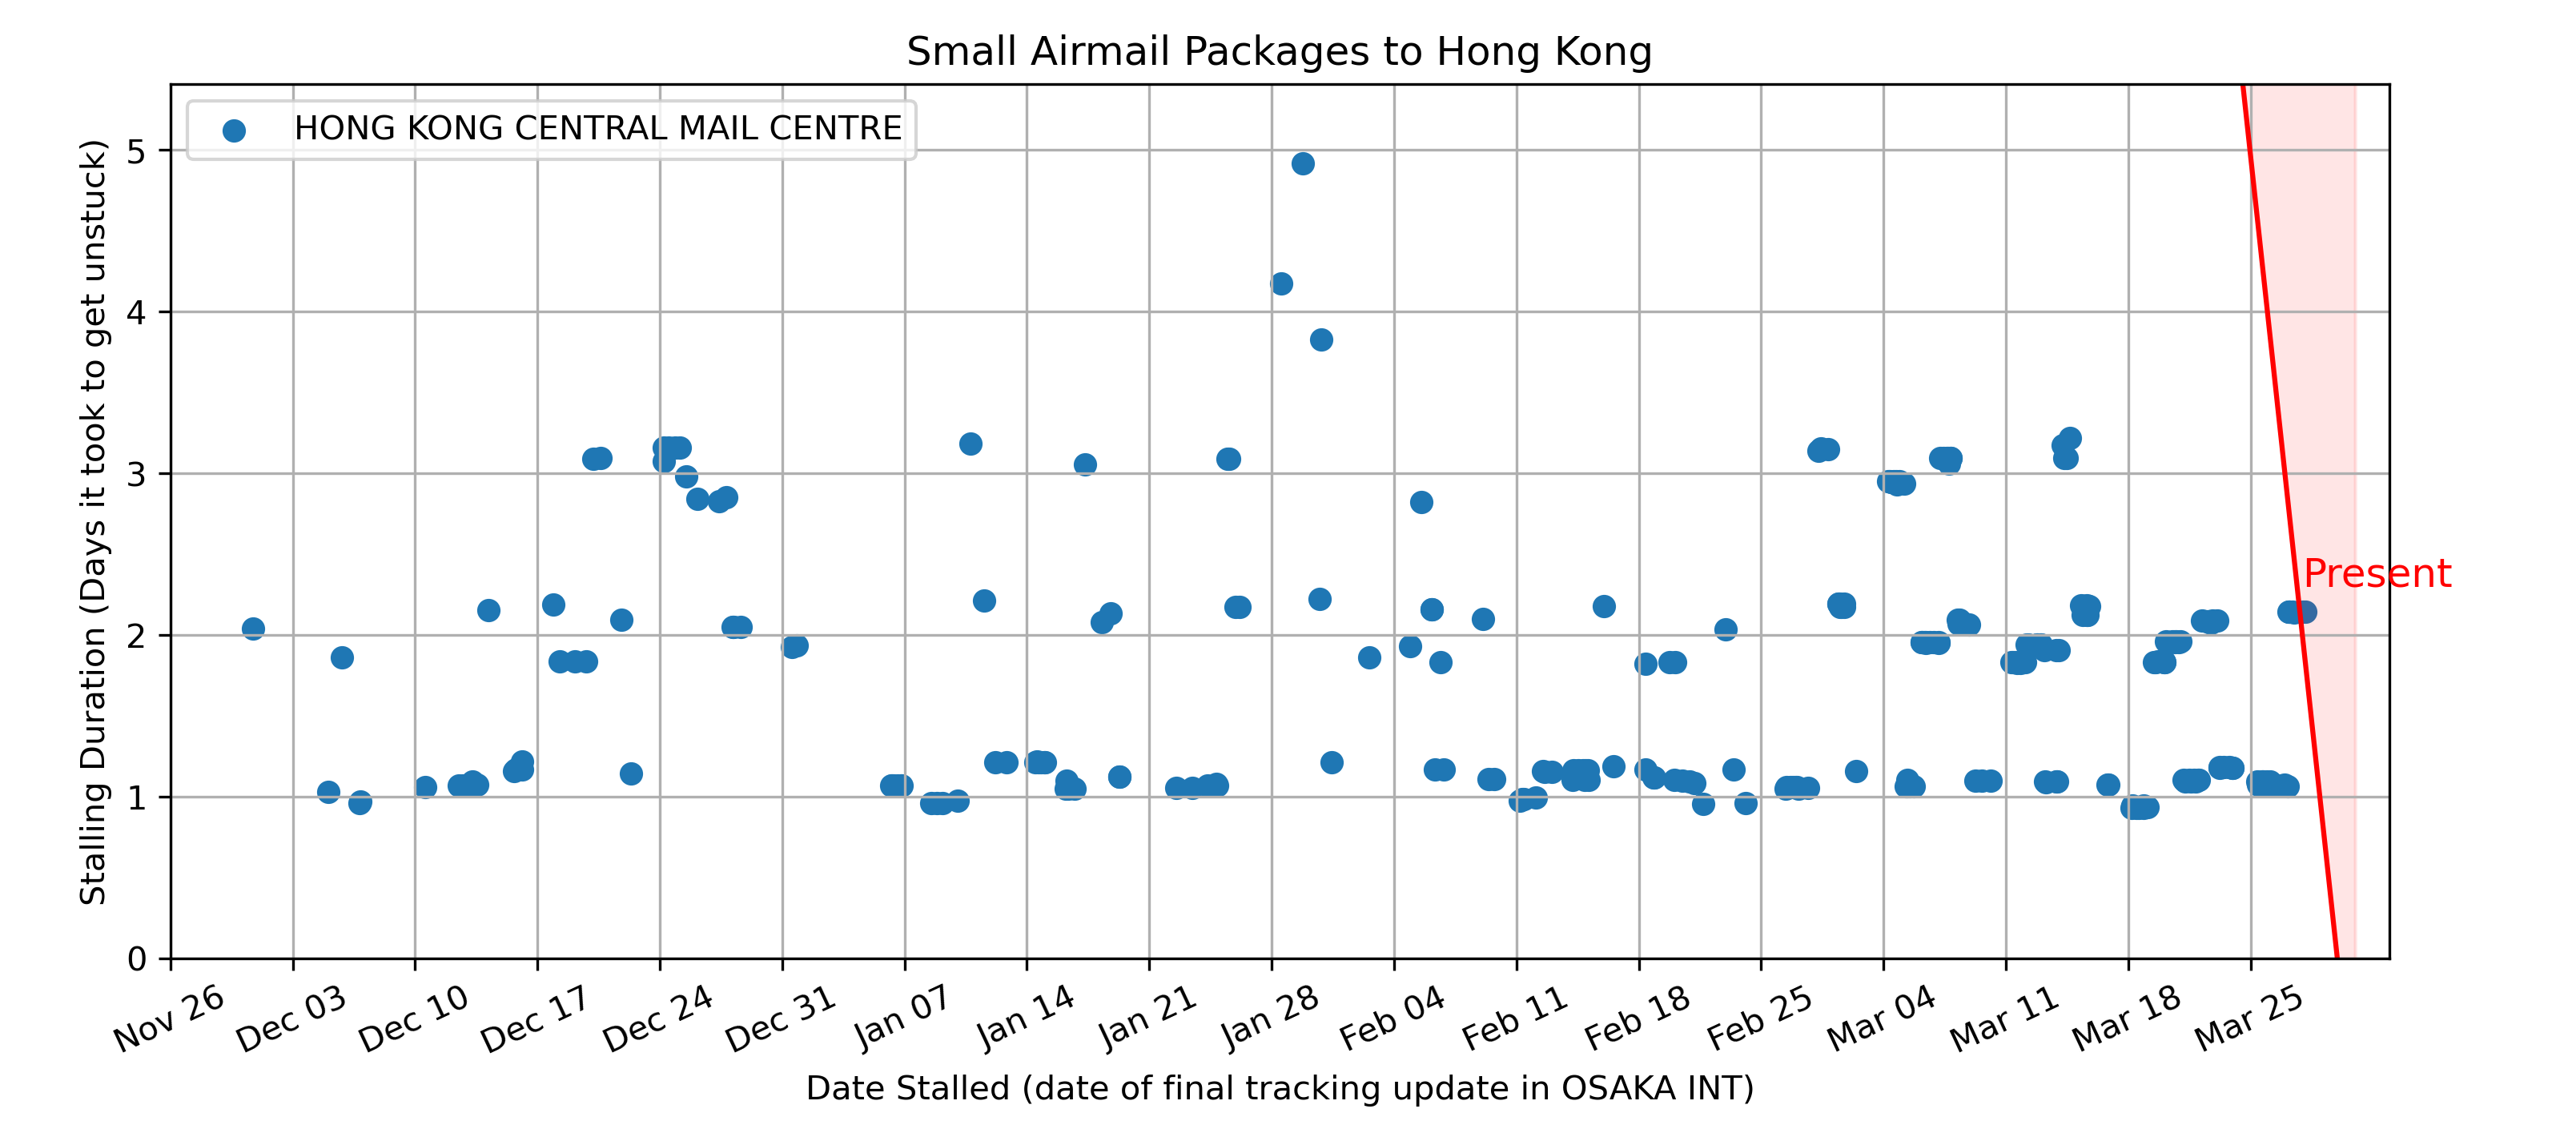 Small Airmail Packages to Hong Kong
HONG KONG CENTRAL MAIL CENTRE
Stalling Duration (Days it took to get unstuck)
5
4
3
2
1
0
Present
Nov 26
Dec 03
Dec 10
Dec 17
Dec 24
Dec 31
Jan 07
Jan 14
Jan 21
Jan 28
Feb 04
Feb 11
Feb 18
Feb 25
Mar 04
Mar 11
Mar 18
Mar 25
Date Stalled (date of final tracking update in OSAKA INT)